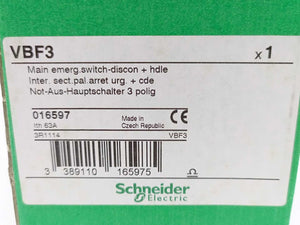 VBF3 x1
Main emerg.switch-discon + hdle
Inter. sect.pal.arret urg. + cde
Not-Aus-Hauptschalter 3 polig
016597
Ith 63A
Made in
Czech Republic
CE
3R1114 VBF3
3 389110 165975
Schneider
Electric